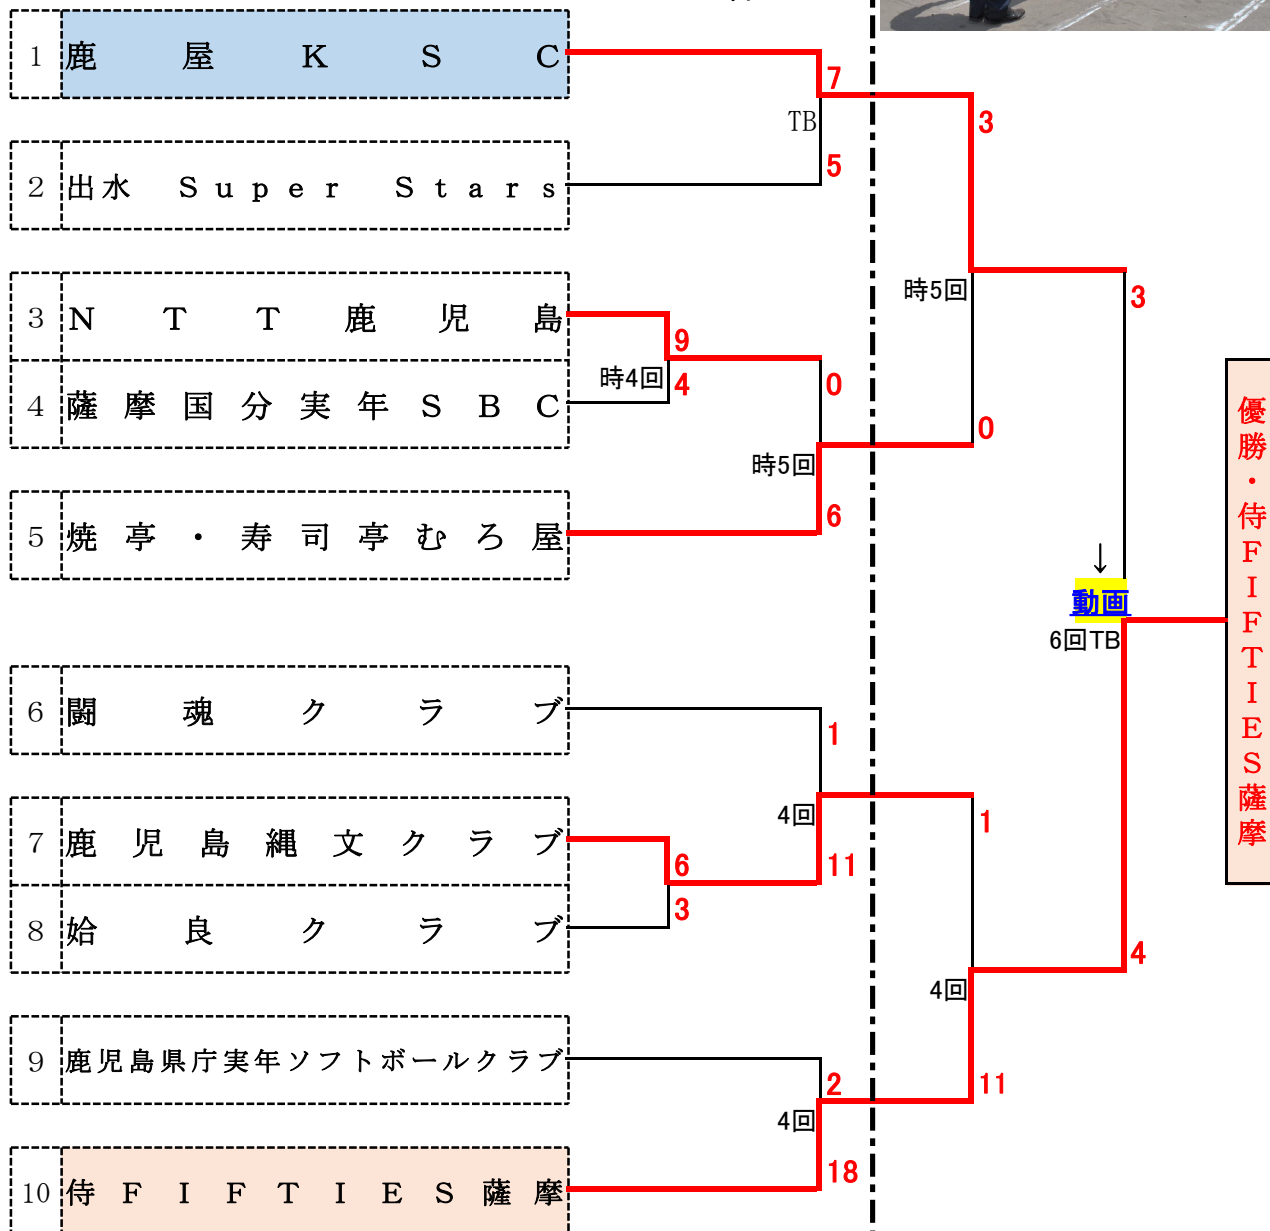 1 鹿屋KSC
7
TB
5
2 出水 Super Stars
3
3 NTT鹿児島
9
時4回
4
4 薩摩国分実年SBC
0
時5回
6
5 焼亭・寿司亭むろ屋
時5回
0
3
↓
動画
6回TB
優勝・侍FIFTIES薩摩
6 闘魂クラブ
1
4回
11
7 鹿児島縄文クラブ
6
3
8 姶良クラブ
1
4回
11
4
9 鹿児島県庁実年ソフトボールクラブ
2
4回
18
10 侍FIFTIES薩摩